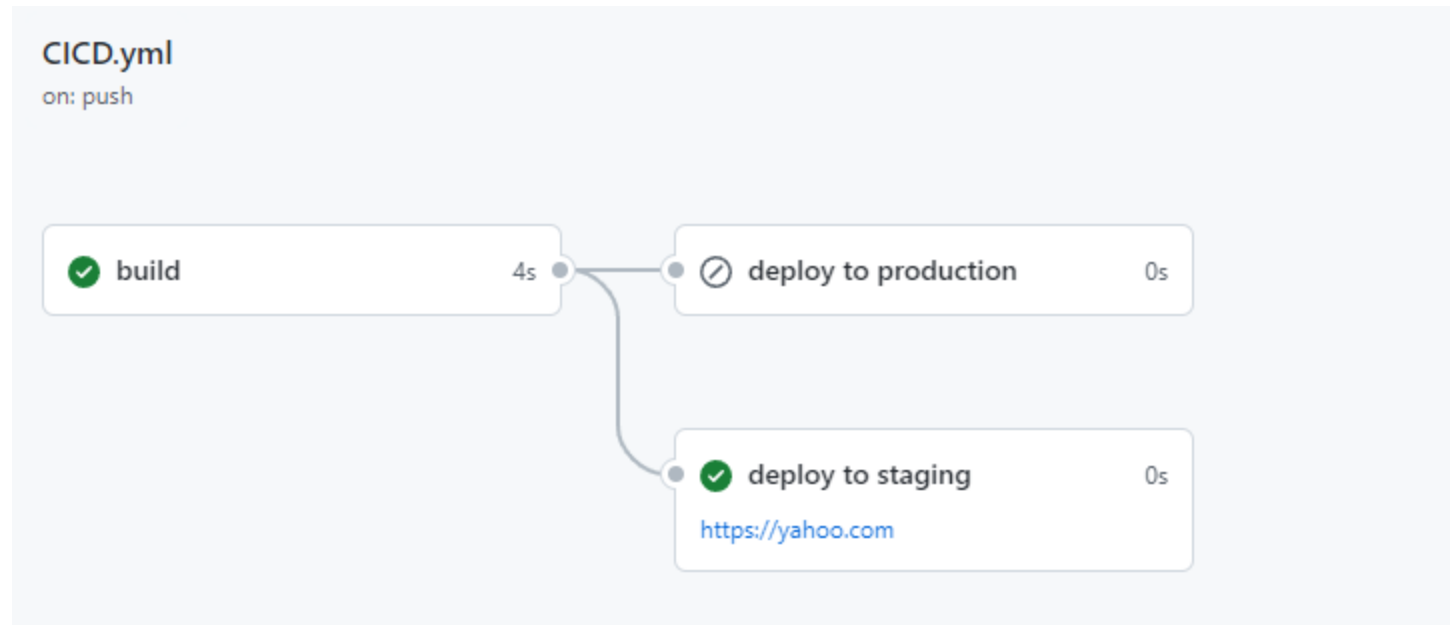 CICD.yml
on: push
build 4s
deploy to production 0s
deploy to staging 0s
https://yahoo.com